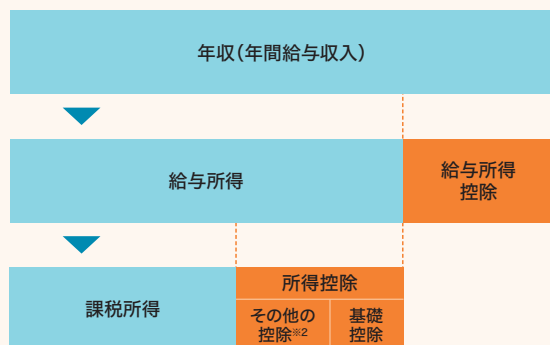 年収（年間給与収入）
給与所得
給与所得
控除
課税所得
所得控除
その他の
控除※2
基礎
控除